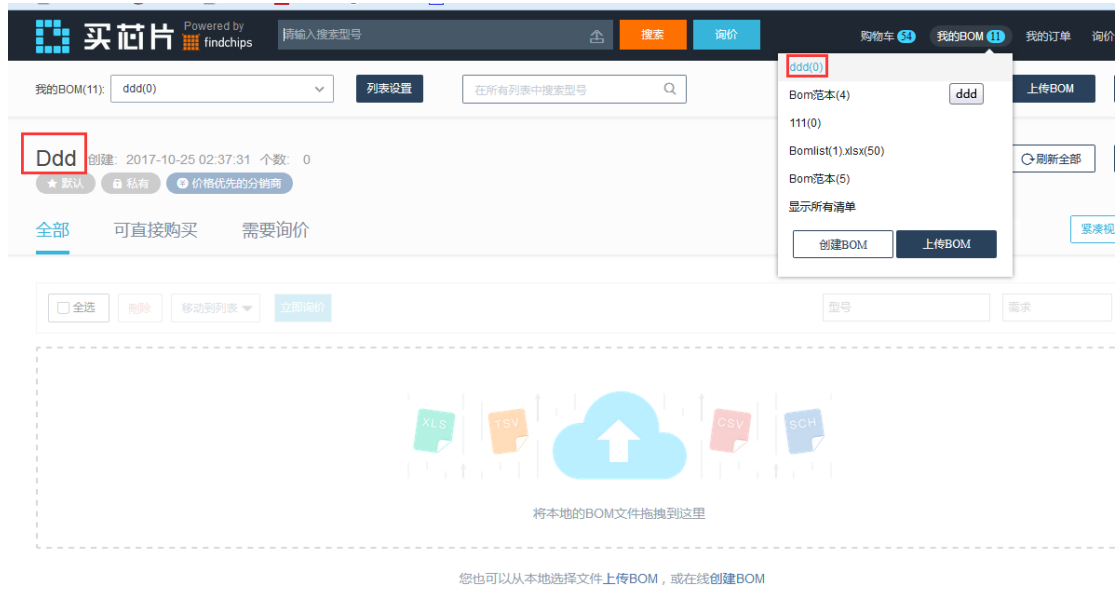 买芯片 Powered by findchips 请输入搜索型号 搜索 询价 购物车 54 我的BOM 11 我的订单 询价
我的BOM(11): ddd(0) 列表设置 在所有列表中搜索型号 上传BOM
ddd(0)
Bom范本(4) ddd
111(0)
Bomlist(1).xlsx(50)
Bom范本(5)
显示所有清单
创建BOM 上传BOM
Ddd 创建: 2017-10-25 02:37:31 个数: 0 刷新全部
默认 私有 价格优先的分销商
全部 可直接购买 需要询价 紧凑视
全选 删除 移动到列表 立即询价 型号 需求
XLS TSV CSV SCH
将本地的BOM文件拖拽到这里
您也可以从本地选择文件上传BOM，或在线创建BOM